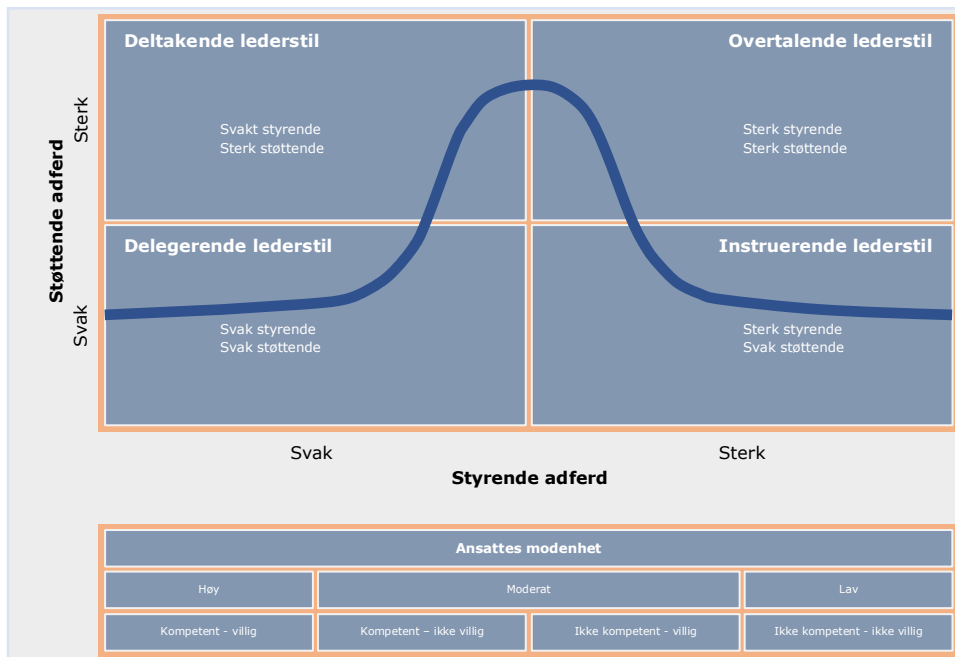 Deltakende lederstil
Overtalende lederstil
Svakt styrende
Sterk støttende
Sterk styrende
Sterk støttende
Støttende adferd
Sterk
Svak
Delegerende lederstil
Instruerende lederstil
Svak styrende
Svak støttende
Sterk styrende
Svak støttende
Svak
Sterk
Styrende adferd
Ansattes modenhet
Høy
Moderat
Lav
Kompetent - villig
Kompetent – ikke villig
Ikke kompetent - villig
Ikke kompetent - ikke villig